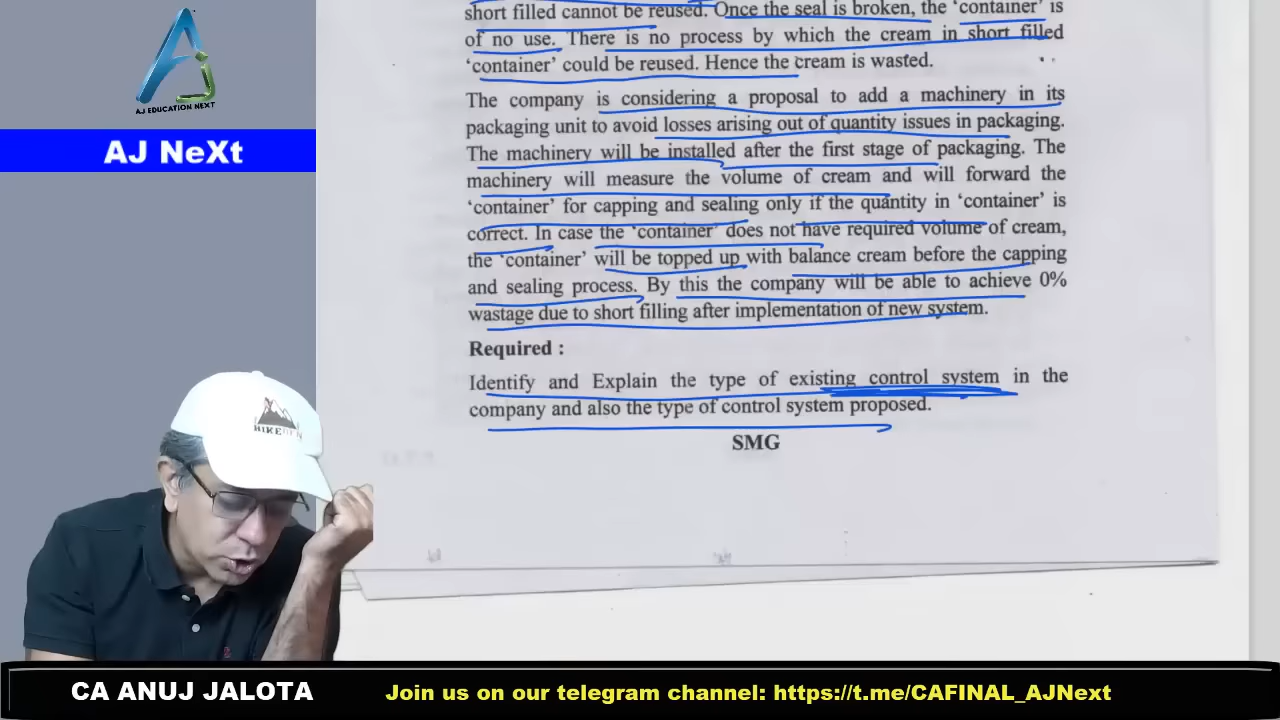 AJ EDUCATION NEXT
AJ NeXt
short filled cannot be reused. Once the seal is broken, the ‘container’ is
of no use. There is no process by which the cream in short filled
‘container’ could be reused. Hence the cream is wasted.
The company is considering a proposal to add a machinery in its
packaging unit to avoid losses arising out of quantity issues in packaging.
The machinery will be installed after the first stage of packaging. The
machinery will measure the volume of cream and will forward the
‘container’ for capping and sealing only if the quantity in ‘container’ is
correct. In case the ‘container’ does not have required volume of cream,
the ‘container’ will be topped up with balance cream before the capping
and sealing process. By this the company will be able to achieve 0%
wastage due to short filling after implementation of new system.
Required :
Identify and Explain the type of existing control system in the
company and also the type of control system proposed.
SMG
CA ANUJ JALOTA
Join us on our telegram channel: https://t.me/CAFINAL_AJNext